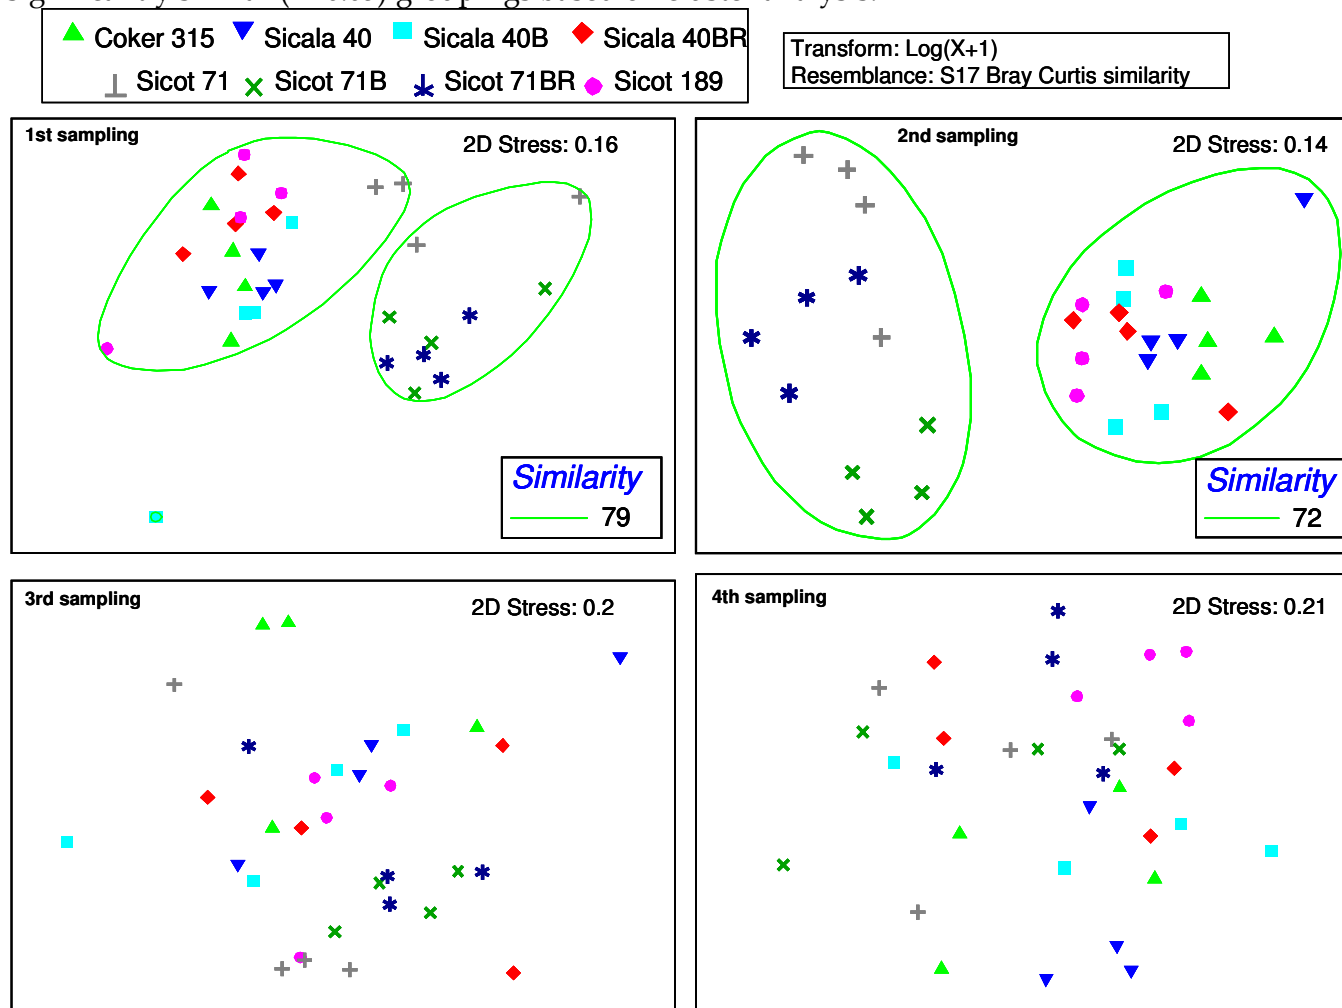 Coker 315 Sicala 40 Sicala 40B Sicala 40BR
Sicot 71 Sicot 71B Sicot 71BR Sicot 189
Transform: Log(X+1)
Resemblance: S17 Bray Curtis similarity
1st sampling
2D Stress: 0.16
Similarity
79
2nd sampling
2D Stress: 0.14
Similarity
72
3rd sampling
2D Stress: 0.2
4th sampling
2D Stress: 0.21